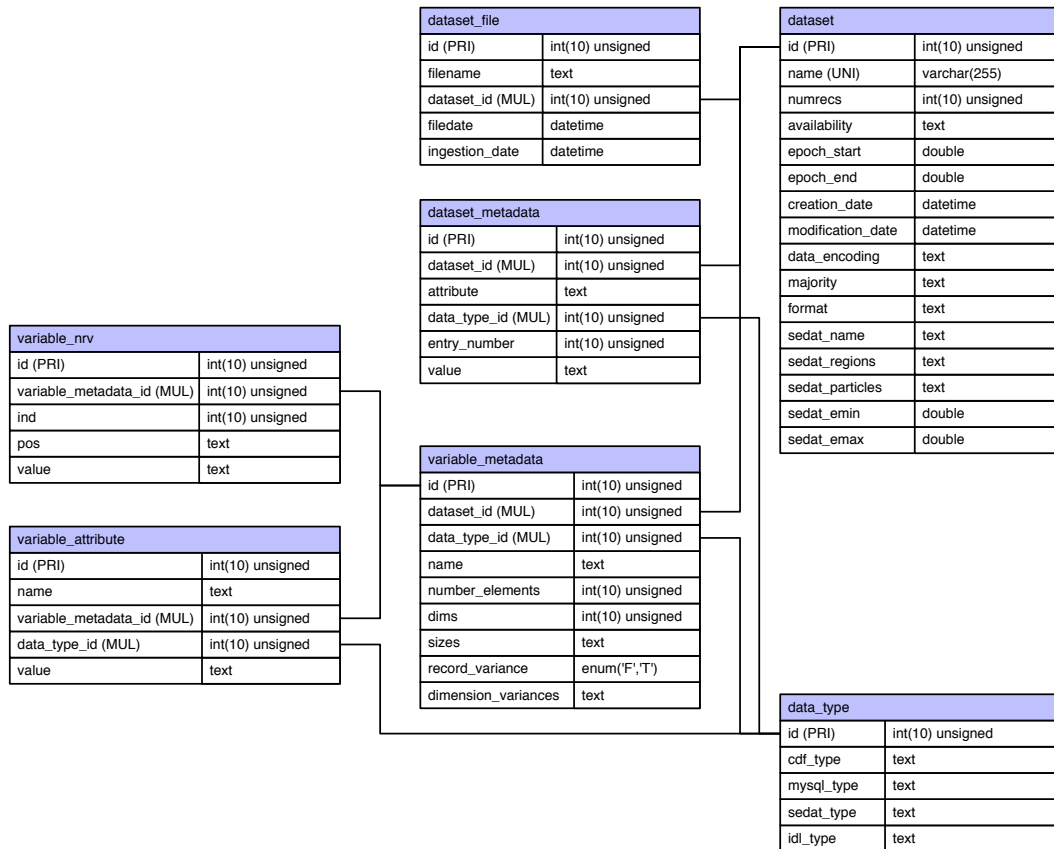 dataset_file
id (PRI) int(10) unsigned
filename text
dataset_id (MUL) int(10) unsigned
filedate datetime
ingestion_date datetime
dataset
id (PRI) int(10) unsigned
name (UNI) varchar(255)
numrecs int(10) unsigned
availability text
epoch_start double
epoch_end double
creation_date datetime
modification_date datetime
data_encoding text
majority text
format text
sedat_name text
sedat_regions text
sedat_particles text
sedat_emin double
sedat_emax double
dataset_metadata
id (PRI) int(10) unsigned
dataset_id (MUL) int(10) unsigned
attribute text
data_type_id (MUL) int(10) unsigned
entry_number int(10) unsigned
value text
variable_nrv
id (PRI) int(10) unsigned
variable_metadata_id (MUL) int(10) unsigned
ind int(10) unsigned
pos text
value text
variable_metadata
id (PRI) int(10) unsigned
dataset_id (MUL) int(10) unsigned
data_type_id (MUL) int(10) unsigned
name text
number_elements int(10) unsigned
dims int(10) unsigned
sizes text
record_variance enum('F','T')
dimension_variances text
variable_attribute
id (PRI) int(10) unsigned
name text
variable_metadata_id (MUL) int(10) unsigned
data_type_id (MUL) int(10) unsigned
value text
data_type
id (PRI) int(10) unsigned
cdf_type text
mysql_type text
sedat_type text
idl_type text